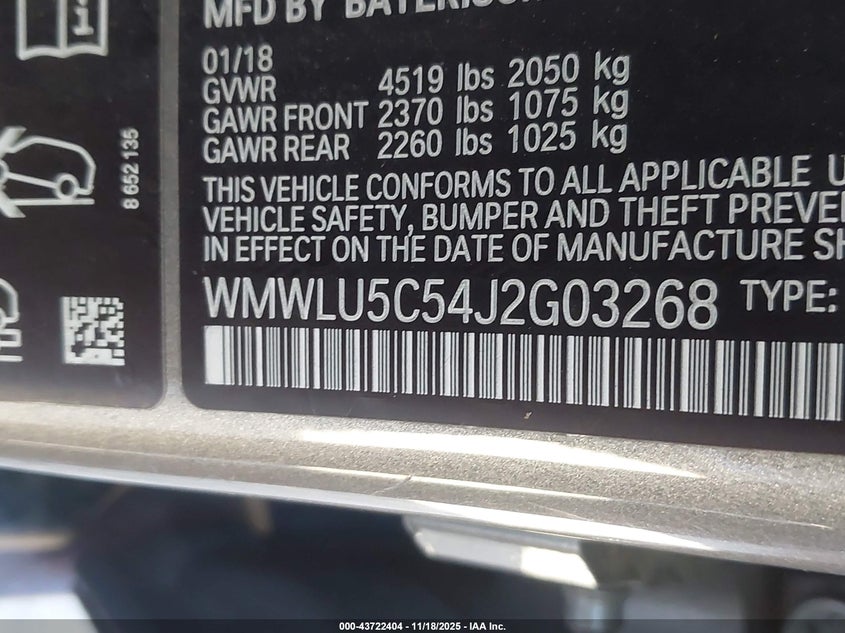 MFD BY
01/18
GVWR 4519 lbs 2050 kg
GAWR FRONT 2370 lbs 1075 kg
GAWR REAR 2260 lbs 1025 kg
THIS VEHICLE CONFORMS TO ALL APPLICABLE
VEHICLE SAFETY, BUMPER AND THEFT
IN EFFECT ON THE DATE OF MANUFACTURE
WMWLU5C54J2G03268 TYPE:
8 652 135
000-43722404 - 11/18/2025 - IAA Inc.